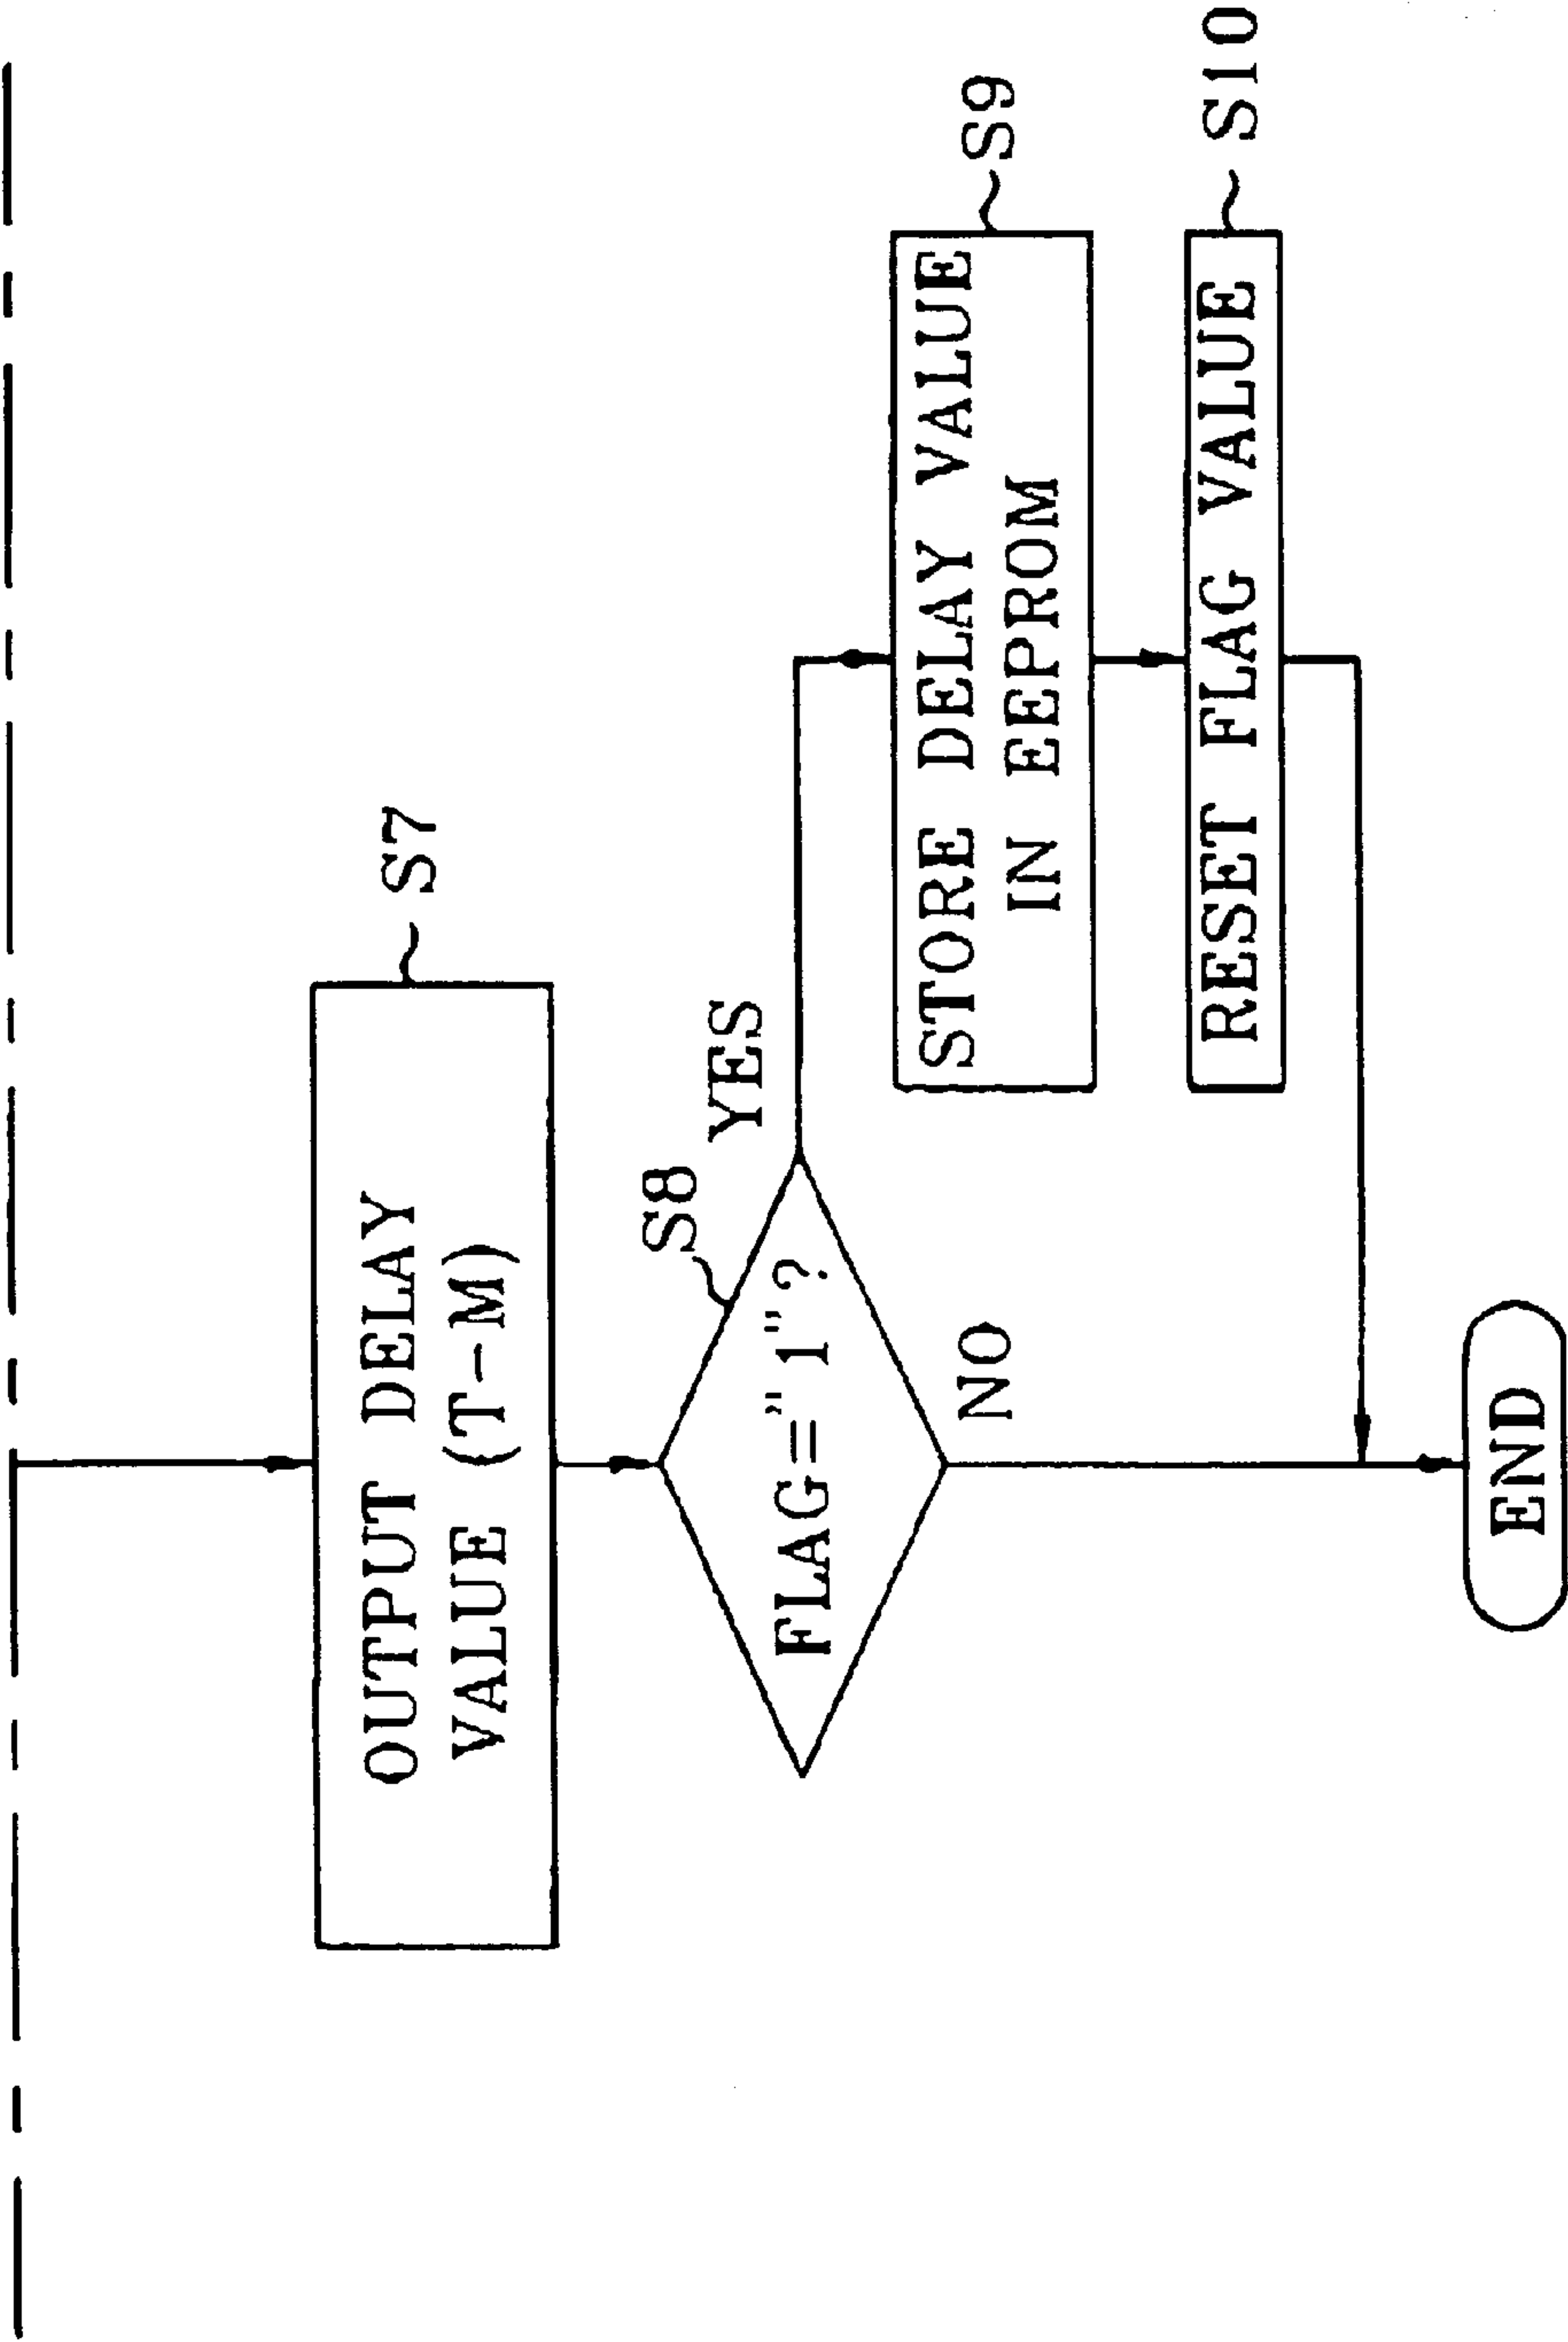 OUTPUT DELAY
VALUE (T-M)
S7
S8
FLAG="1"?
YES
NO
STORE DELAY VALUE
IN EEPROM
S9
RESET FLAG VALUE
S10
END